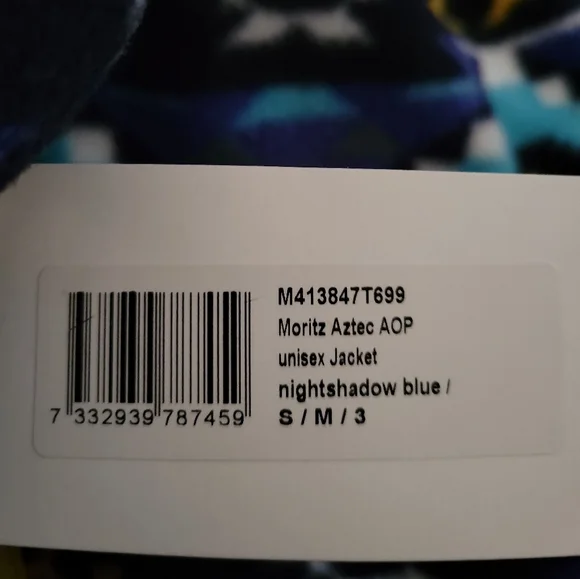 M413847T699
Moritz Aztec AOP
unisex Jacket
nightshadow blue /
S / M / 3
7 332939 787459